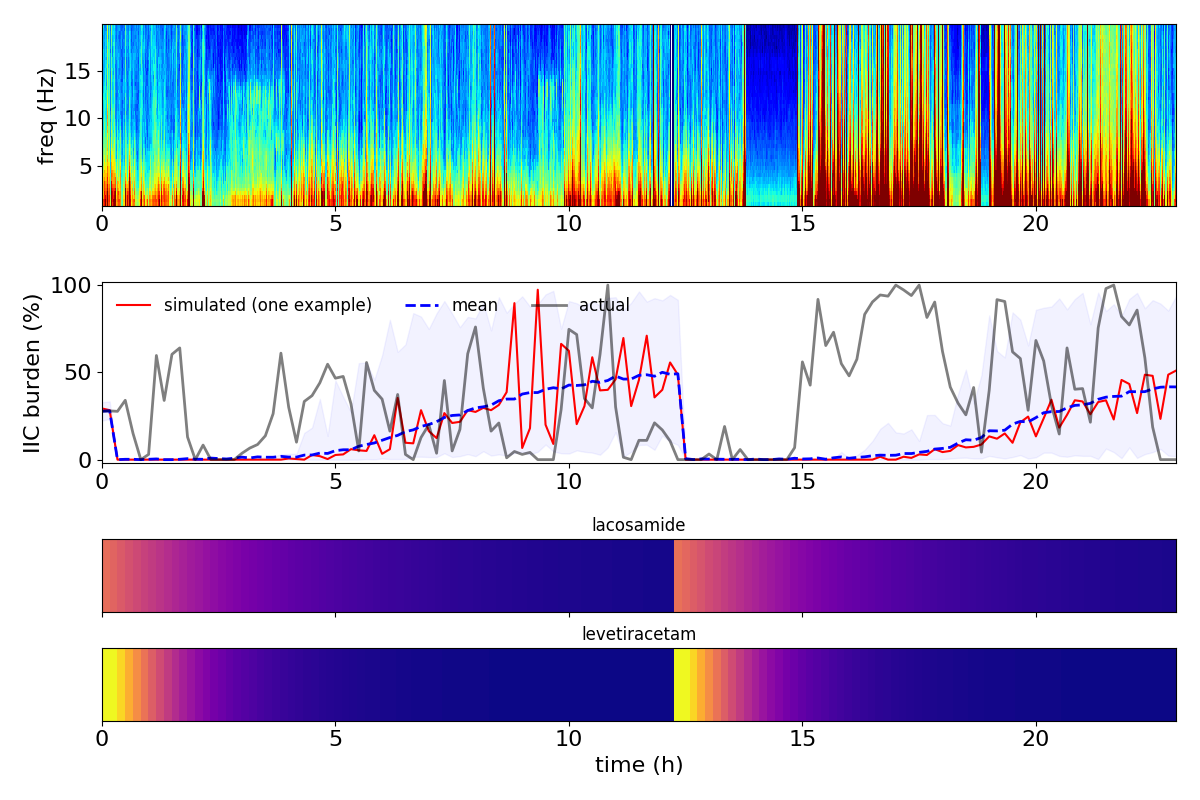 freq (Hz)
15
10
5
0 5 10 15 20
IIC burden (%)
100
50
0
simulated (one example) mean actual
0 5 10 15 20
lacosamide
levetiracetam
0 5 10 15 20
time (h)